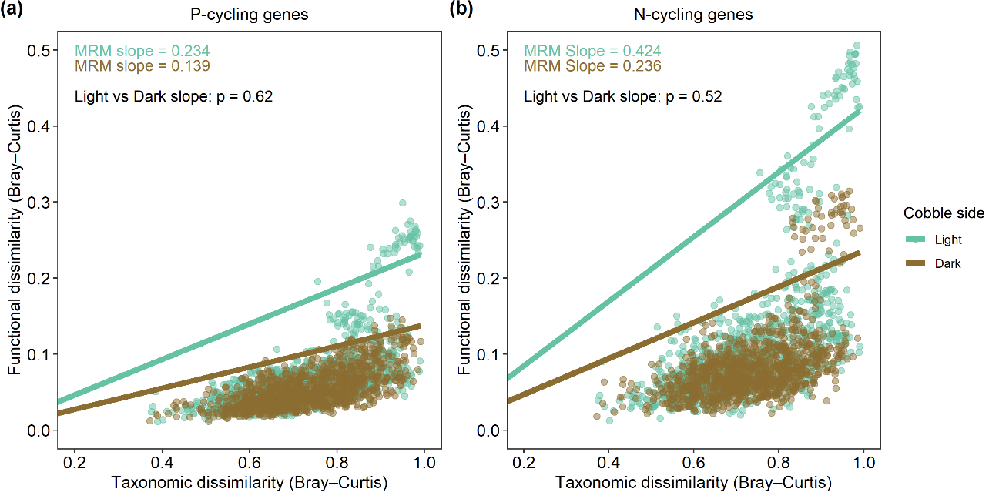 (a)
P-cycling genes
MRM slope = 0.234
MRM slope = 0.139
Light vs Dark slope: p = 0.62
Functional dissimilarity (Bray–Curtis)
0.5
0.4
0.3
0.2
0.1
0.0
0.2 0.4 0.6 0.8 1.0
Taxonomic dissimilarity (Bray–Curtis)
(b)
N-cycling genes
MRM Slope = 0.424
MRM Slope = 0.236
Light vs Dark slope: p = 0.52
Functional dissimilarity (Bray–Curtis)
0.5
0.4
0.3
0.2
0.1
0.0
0.2 0.4 0.6 0.8 1.0
Taxonomic dissimilarity (Bray–Curtis)
Cobble side
Light
Dark